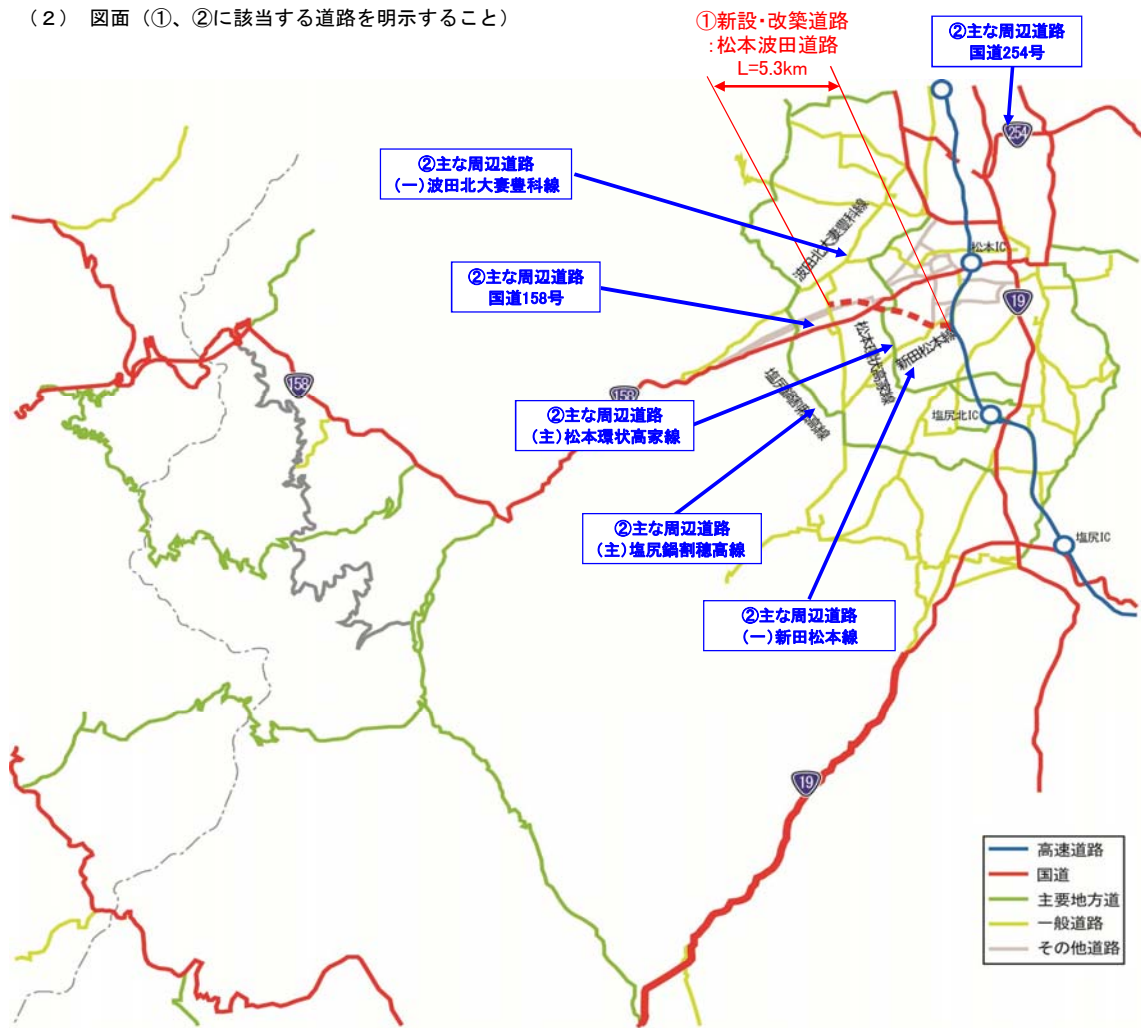 (2) 図面(①、②に該当する道路を明示すること)
①新設・改築道路
:松本波田道路
L=5.3km
②主な周辺道路
国道254号
254
②主な周辺道路
(一)波田北大妻豊科線
波田北大妻豊科線
松本IC
②主な周辺道路
国道158号
19
158
158
松本環状高家線
新田松本線
塩尻鍋割穂高線
②主な周辺道路
(主)松本環状高家線
塩尻北IC
②主な周辺道路
(主)塩尻鍋割穂高線
塩尻IC
②主な周辺道路
(一)新田松本線
19
高速道路
国道
主要地方道
一般道路
その他道路